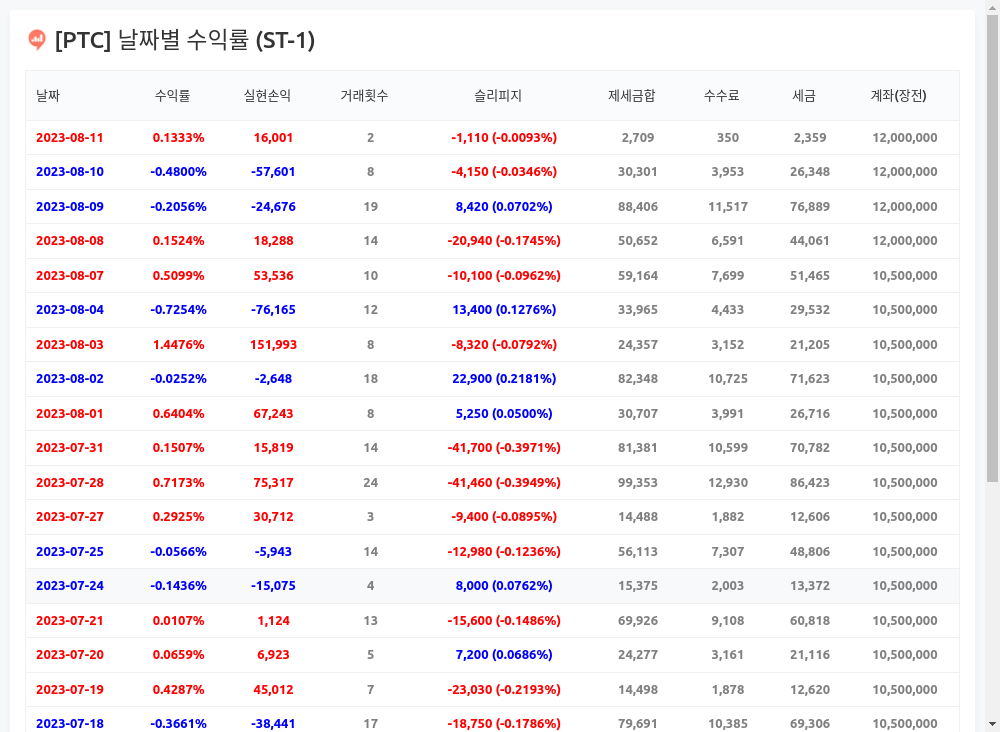 [PTC] 날짜별 수익률 (ST-1)
날짜 수익률 실현손익 거래횟수 슬리피지 제세금합 수수료 세금 계좌(장전)
2023-08-11 0.1333% 16,001 2 -1,110 (-0.0093%) 2,709 350 2,359 12,000,000
2023-08-10 -0.4800% -57,601 8 -4,150 (-0.0346%) 30,301 3,953 26,348 12,000,000
2023-08-09 -0.2056% -24,676 19 8,420 (0.0702%) 88,406 11,517 76,889 12,000,000
2023-08-08 0.1524% 18,288 14 -20,940 (-0.1745%) 50,652 6,591 44,061 12,000,000
2023-08-07 0.5099% 53,536 10 -10,100 (-0.0962%) 59,164 7,699 51,465 10,500,000
2023-08-04 -0.7254% -76,165 12 13,400 (0.1276%) 33,965 4,433 29,532 10,500,000
2023-08-03 1.4476% 151,993 8 -8,320 (-0.0792%) 24,357 3,152 21,205 10,500,000
2023-08-02 -0.0252% -2,648 18 22,900 (0.2181%) 82,348 10,725 71,623 10,500,000
2023-08-01 0.6404% 67,243 8 5,250 (0.0500%) 30,707 3,991 26,716 10,500,000
2023-07-31 0.1507% 15,819 14 -41,700 (-0.3971%) 81,381 10,599 70,782 10,500,000
2023-07-28 0.7173% 75,317 24 -41,460 (-0.3949%) 99,353 12,930 86,423 10,500,000
2023-07-27 0.2925% 30,712 3 -9,400 (-0.0895%) 14,488 1,882 12,606 10,500,000
2023-07-25 -0.0566% -5,943 14 -12,980 (-0.1236%) 56,113 7,307 48,806 10,500,000
2023-07-24 -0.1436% -15,075 4 8,000 (0.0762%) 15,375 2,003 13,372 10,500,000
2023-07-21 0.0107% 1,124 13 -15,600 (-0.1486%) 69,926 9,108 60,818 10,500,000
2023-07-20 0.0659% 6,923 5 7,200 (0.0686%) 24,277 3,161 21,116 10,500,000
2023-07-19 0.4287% 45,012 7 -23,030 (-0.2193%) 14,498 1,878 12,620 10,500,000
2023-07-18 -0.3661% -38,441 17 -18,750 (-0.1786%) 79,691 10,385 69,306 10,500,000